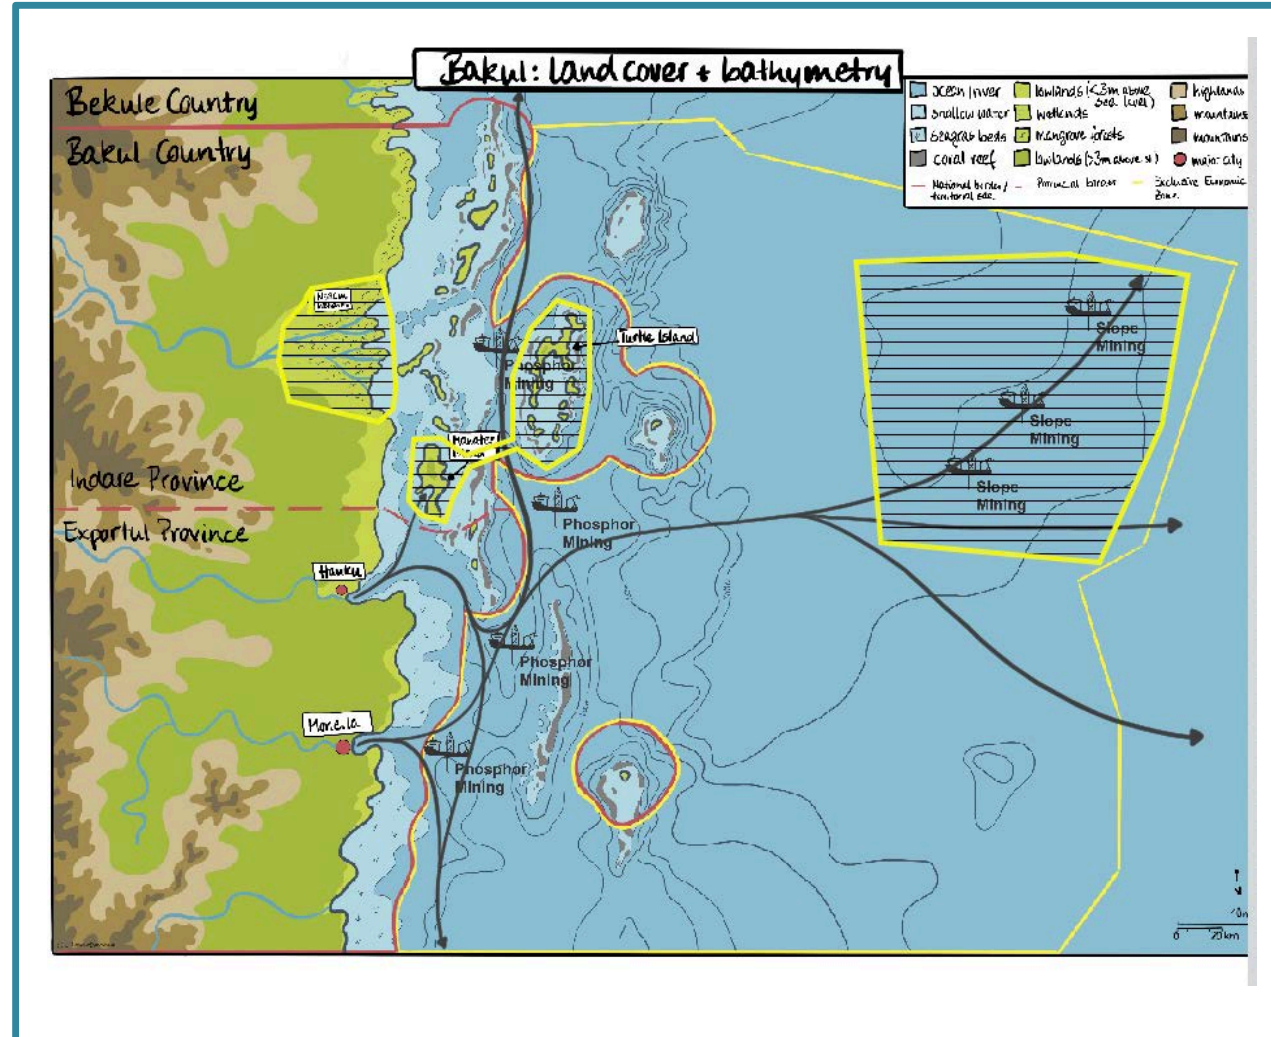 Bakul: land cover + bathymetry
Bekule Country
Bakul Country
ocean/river
shallow water
seagras beds
coral reef
lowlands (<3m above sea level)
wetlands
mangrove forests
lowlands (>3m above sl)
highlands
mountains
mountains
major city
National border/
territorial sea
Provincial border
Exclusive Economic
Zone
Turtle Island
Phosphor
Mining
Slope
Mining
Slope
Mining
Slope
Mining
Manatee
Indare Province
Exportul Province
Phosphor
Mining
Hanku
Phosphor
Mining
Phosphor
Mining
0 20km